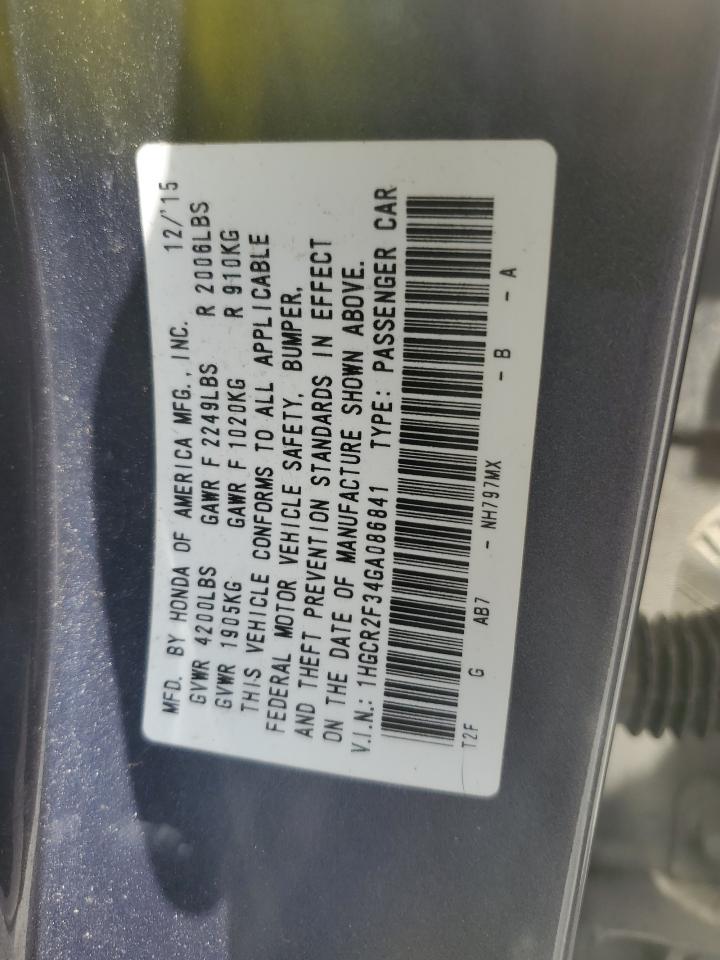 MFD. BY HONDA OF AMERICA MFG., INC. 12/'15
GVWR 4200LBS GAWR F 2249LBS R 2006LBS
GVWR 1905KG GAWR F 1020KG R 910KG
THIS VEHICLE CONFORMS TO ALL APPLICABLE
FEDERAL MOTOR VEHICLE SAFETY, BUMPER,
AND THEFT PREVENTION STANDARDS IN EFFECT
ON THE DATE OF MANUFACTURE SHOWN ABOVE.
V.I.N.: 1HGCR2F34GA086841 TYPE: PASSENGER CAR
T2F G AB7 - NH797MX - B - A